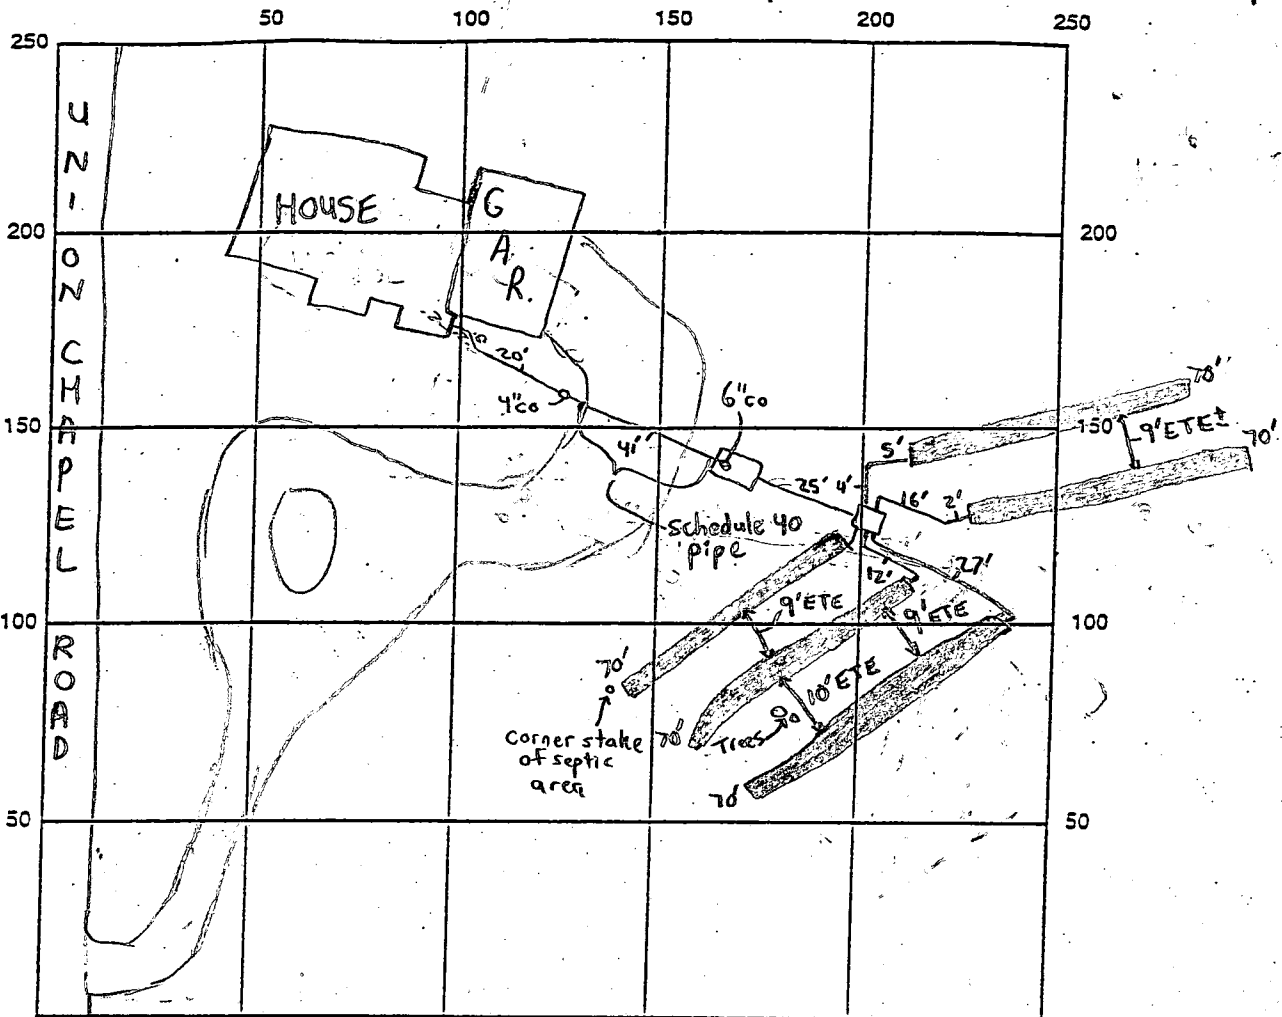 50 100 150 200 250
250
UNION CHAPEL ROAD
HOUSE
GAR.
200 200
20'
4"co
6"co
41'
150 150
70'
9'ETE±
70'
5'
25' 4'
16' 2'
schedule 40
pipe
12'
27'
9'ETE
9'ETE
100 100
70'
10'ETE
corner stake
of septic
area
70'
Trees
70'
50 50